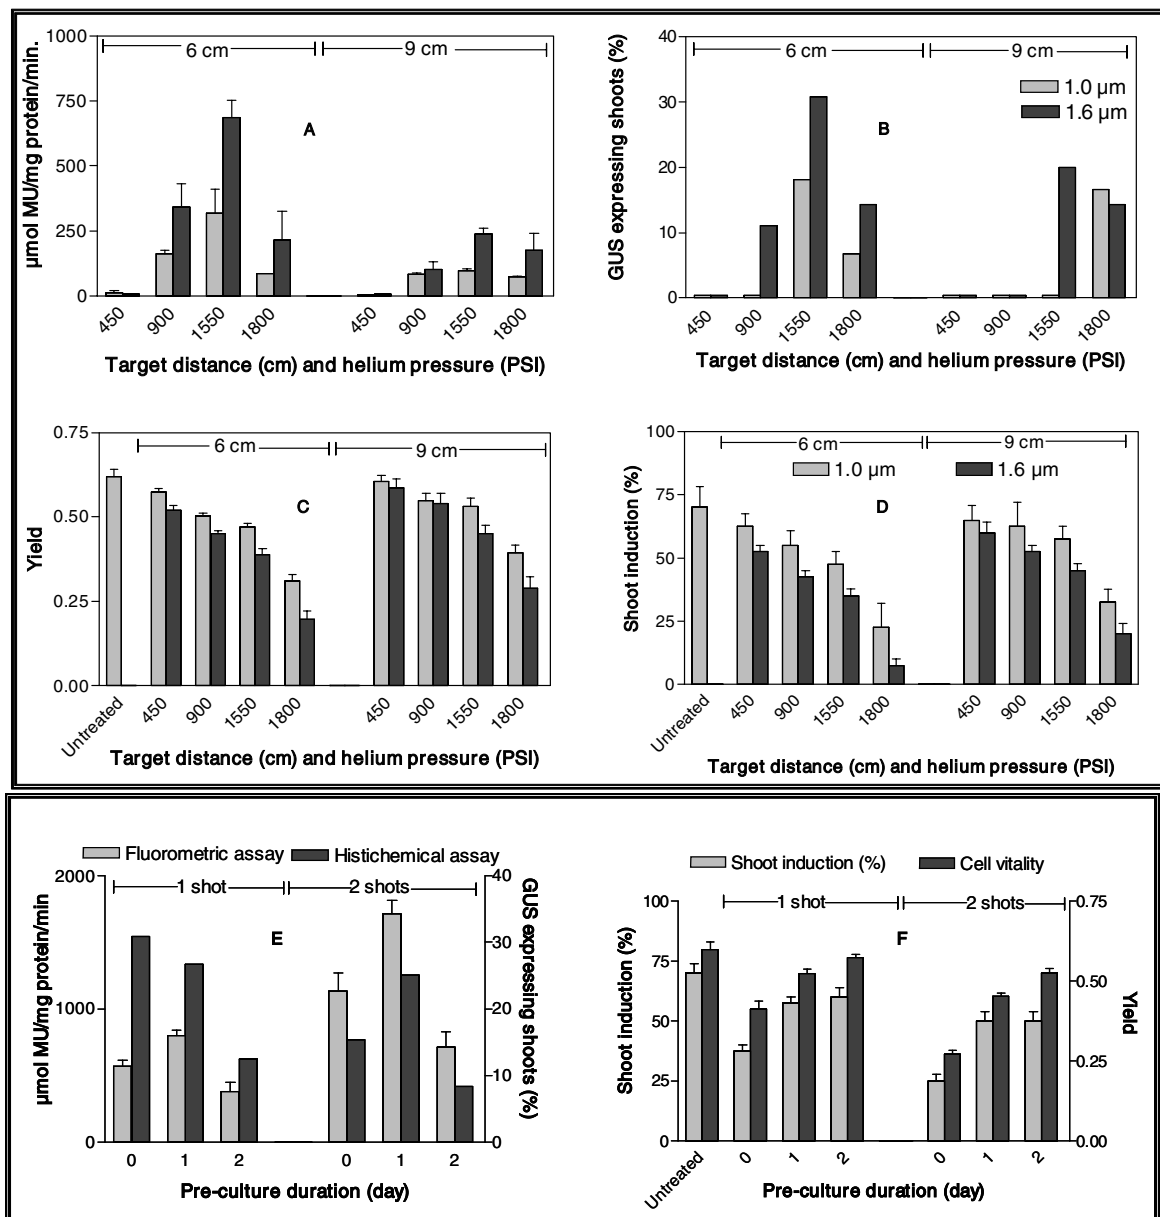 1000
750
500
250
0
µmol MU/mg protein/min.
6 cm
9 cm
A
450
900
1550
1800
450
900
1550
1800
Target distance (cm) and helium pressure (PSI)
40
30
20
10
0
GUS expressing shoots (%)
6 cm
9 cm
1.0 µm
1.6 µm
B
450
900
1550
1800
450
900
1550
1800
Target distance (cm) and helium pressure (PSI)
0.75
0.50
0.25
0.00
Yield
6 cm
9 cm
C
Untreated
450
900
1550
1800
450
900
1550
1800
Target distance (cm) and helium pressure (PSI)
100
75
50
25
0
Shoot induction (%)
6 cm
9 cm
1.0 µm
1.6 µm
D
Untreated
450
900
1550
1800
450
900
1550
1800
Target distance (cm) and helium pressure (PSI)
Fluorometric assay
Histichemical assay
2000
1000
0
µmol MU/mg protein/min
1 shot
2 shots
E
40
30
20
10
0
GUS expressing
shoots (%)
0
1
2
0
1
2
Pre-culture duration (day)
Shoot induction (%)
Cell vitality
100
75
50
25
0
Shoot induction (%)
1 shot
2 shots
F
0.75
0.50
0.25
0.00
Yield
Untreated
0
1
2
0
1
2
Pre-culture duration (day)